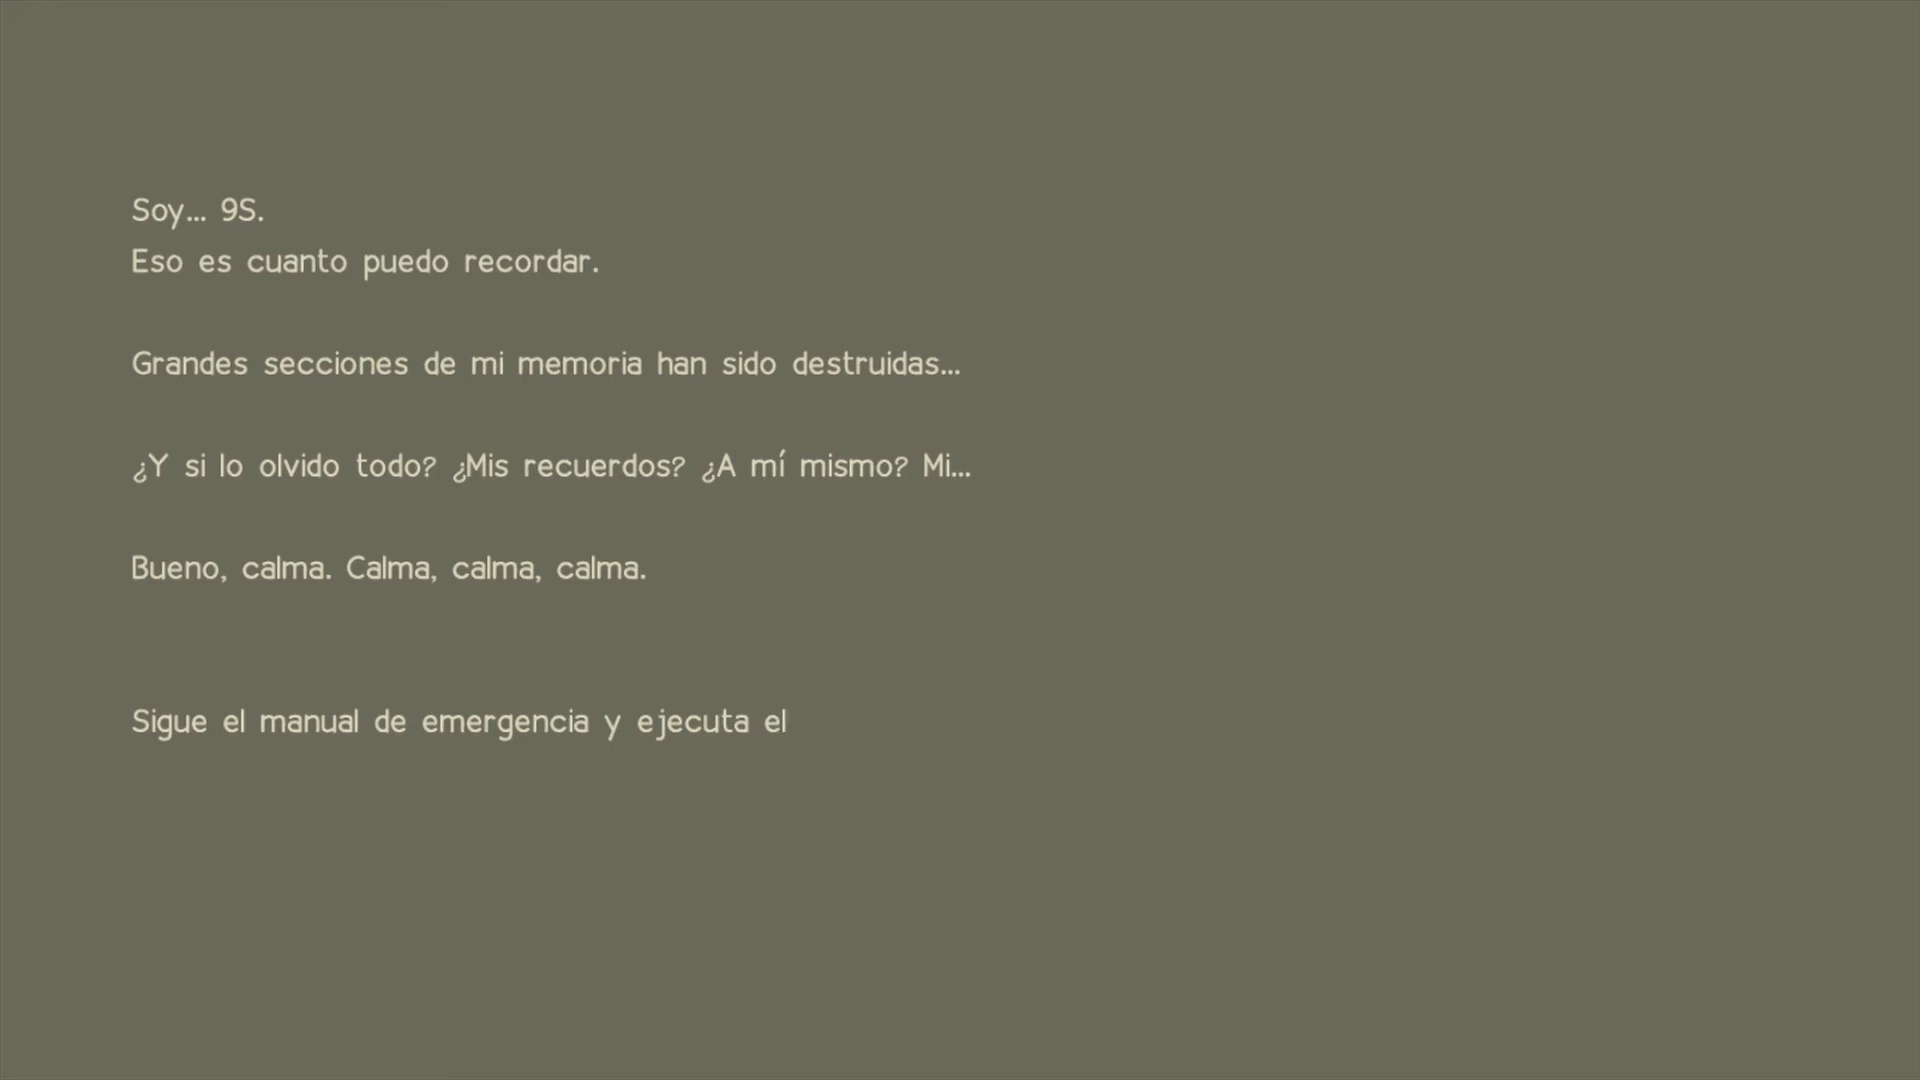 Soy... 9S.
Eso es cuanto puedo recordar.
Grandes secciones de mi memoria han sido destruidas...
¿Y si lo olvido todo? ¿Mis recuerdos? ¿A mí mismo? Mi...
Bueno, calma. Calma, calma, calma.
Sigue el manual de emergencia y ejecuta el